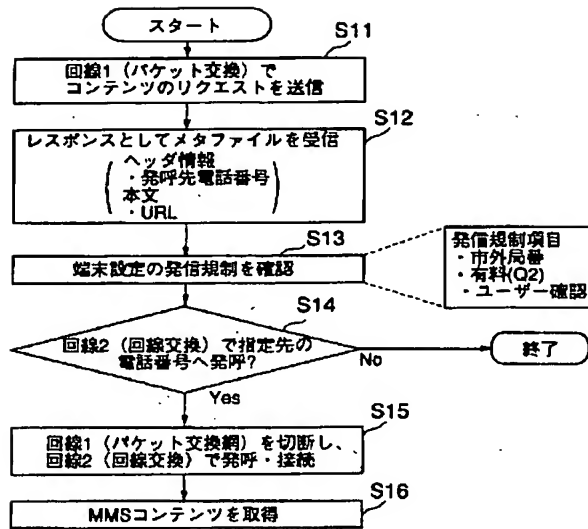 スタート
S11
回線1(パケット交換)で
コンテンツのリクエストを送信
S12
レスポンスとしてメタファイルを受信
ヘッダ情報
・発呼先電話番号
本文
・URL
S13
端末設定の発信規制を確認
発信規制項目
・市外局番
・有料(Q2)
・ユーザー確認
S14
回線2(回線交換)で指定先の
電話番号へ発呼?
No
終了
Yes
S15
回線1(パケット交換網)を切断し、
回線2(回線交換)で発呼・接続
S16
MMSコンテンツを取得